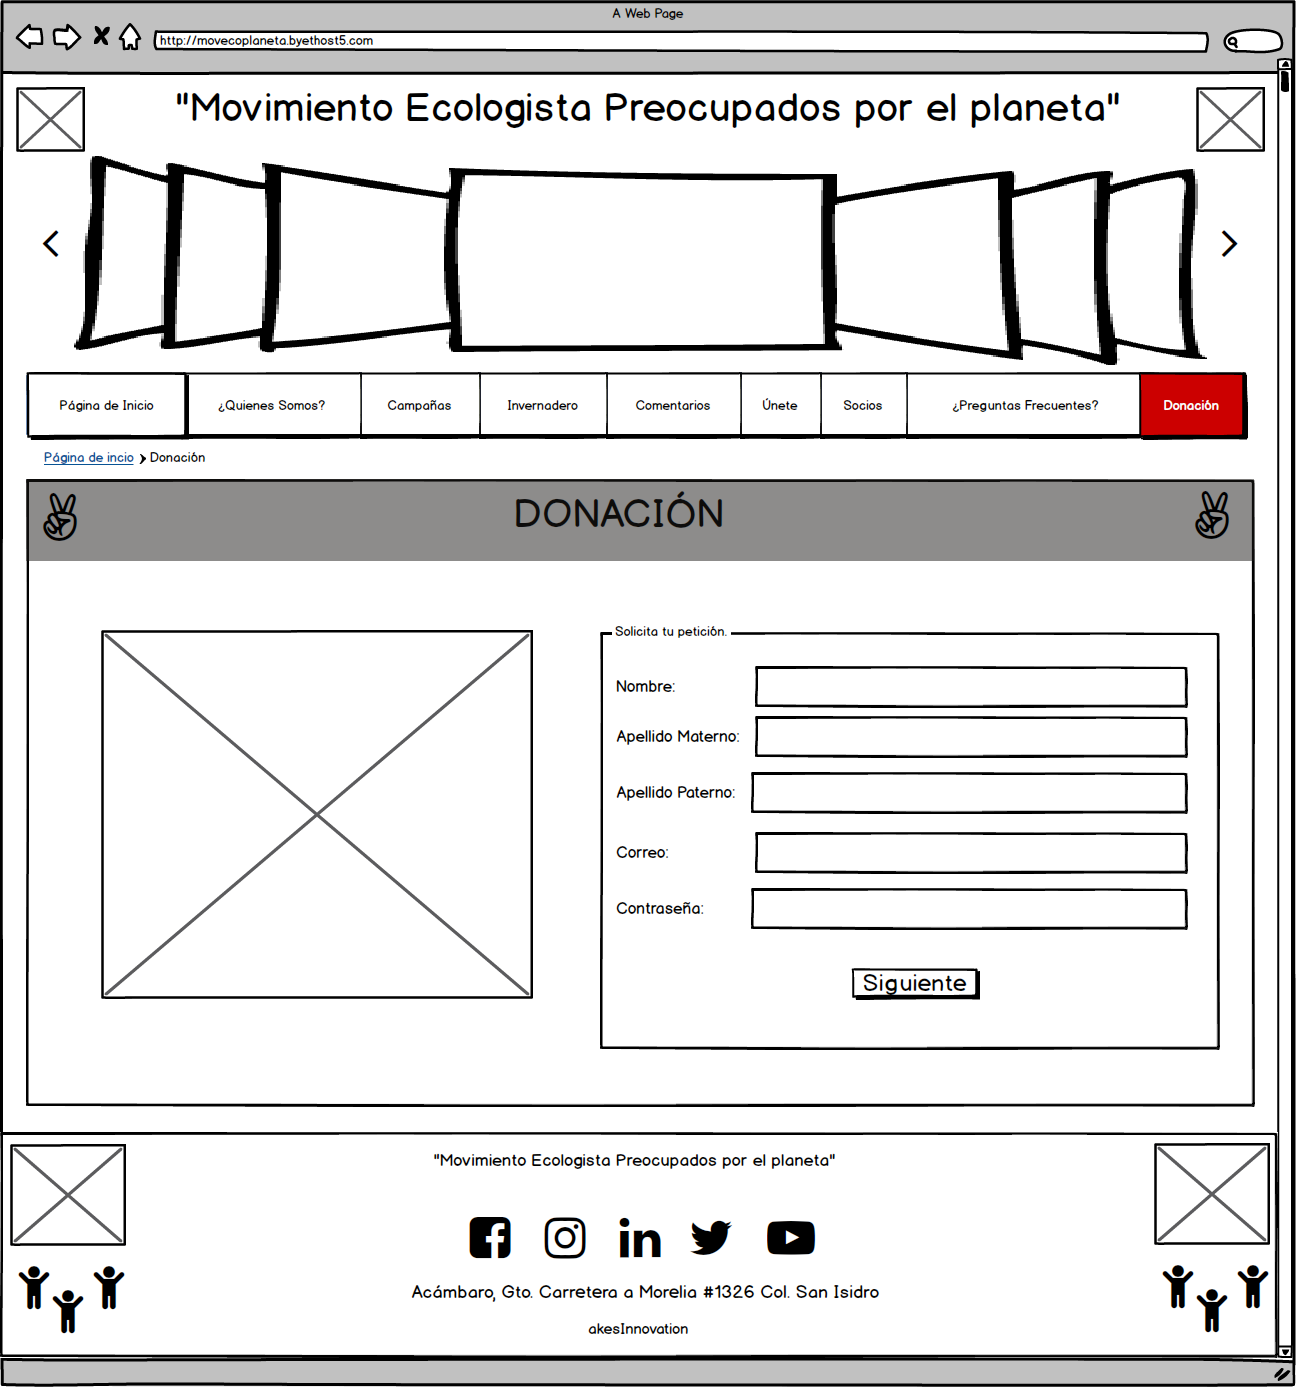 A Web Page
http://movecoplaneta.byethost5.com
"Movimiento Ecologista Preocupados por el planeta"
Página de Inicio
¿Quienes Somos?
Campañas
Invernadero
Comentarios
Únete
Socios
¿Preguntas Frecuentes?
Donación
Página de incio
Donación
DONACIÓN
Solicita tu petición.
Nombre:
Apellido Materno:
Apellido Paterno:
Correo:
Contraseña:
Siguiente
"Movimiento Ecologista Preocupados por el planeta"
Acámbaro, Gto. Carretera a Morelia #1326 Col. San Isidro
akesInnovation